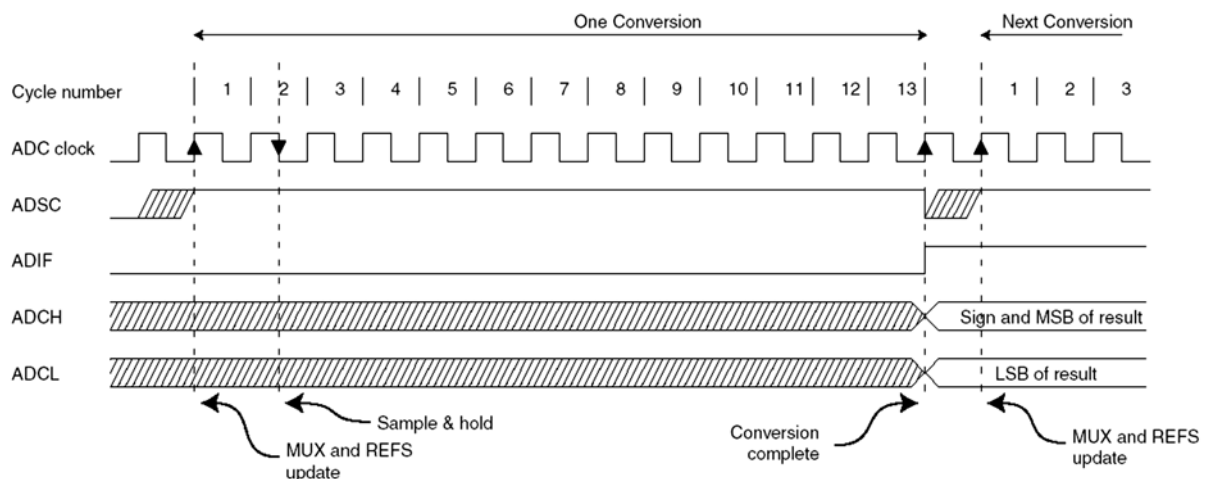 One Conversion Next Conversion
Cycle number 1 2 3 4 5 6 7 8 9 10 11 12 13 1 2 3
ADC clock
ADSC
ADIF
ADCH Sign and MSB of result
ADCL LSB of result
Sample & hold
MUX and REFS
update
Conversion
complete
MUX and REFS
update